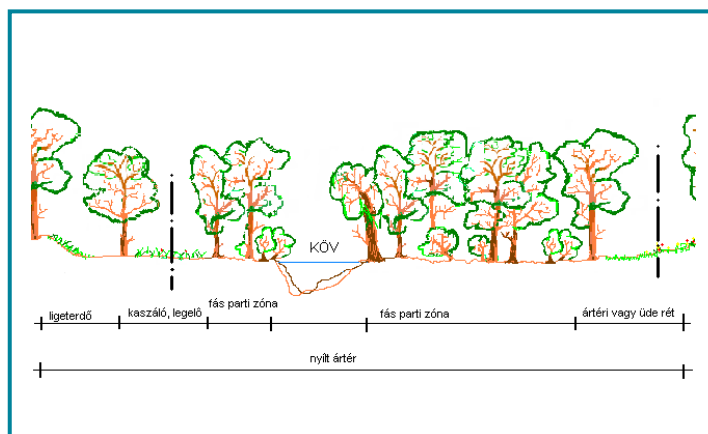 KÖV
ligeterdő
kaszáló, legelő
fás parti zóna
fás parti zóna
ártéri vagy üde rét
nyílt ártér